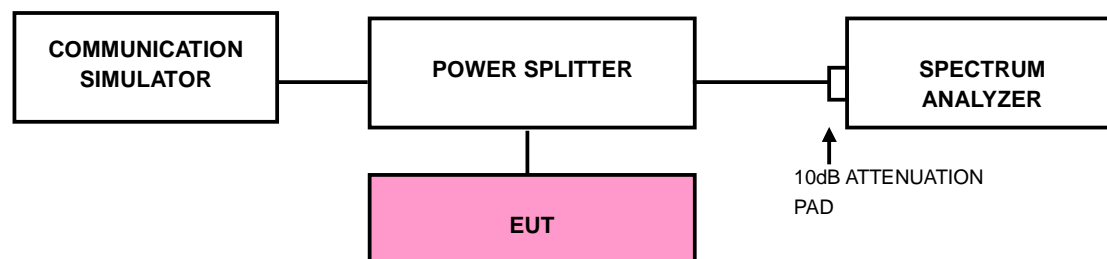 COMMUNICATION
SIMULATOR
POWER SPLITTER
SPECTRUM
ANALYZER
10dB ATTENUATION
PAD
EUT